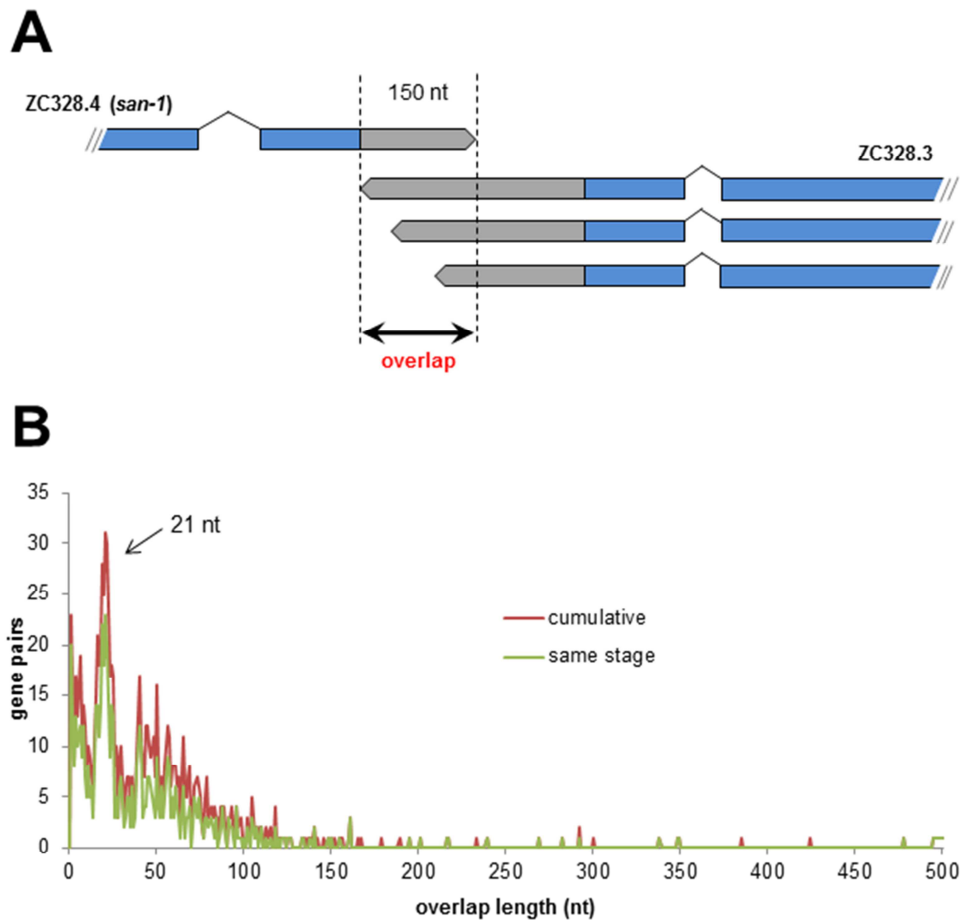 A
150 nt
ZC328.4 (san-1)
ZC328.3
overlap
B
35
30
25
20
15
10
5
0
gene pairs
21 nt
cumulative
same stage
0 50 100 150 200 250 300 350 400 450 500
overlap length (nt)